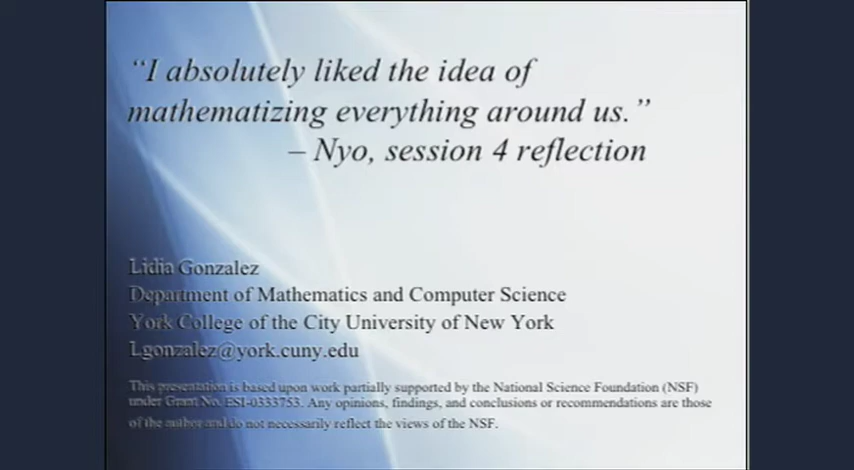 “I absolutely liked the idea of
mathematizing everything around us.”
– Nyo, session 4 reflection
Lidia Gonzalez
Department of Mathematics and Computer Science
York College of the City University of New York
Lgonzalez@york.cuny.edu
This presentation is based upon work partially supported by the National Science Foundation (NSF)
under Grant No. ESI-0333753. Any opinions, findings, and conclusions or recommendations are those
of the author and do not necessarily reflect the views of the NSF.